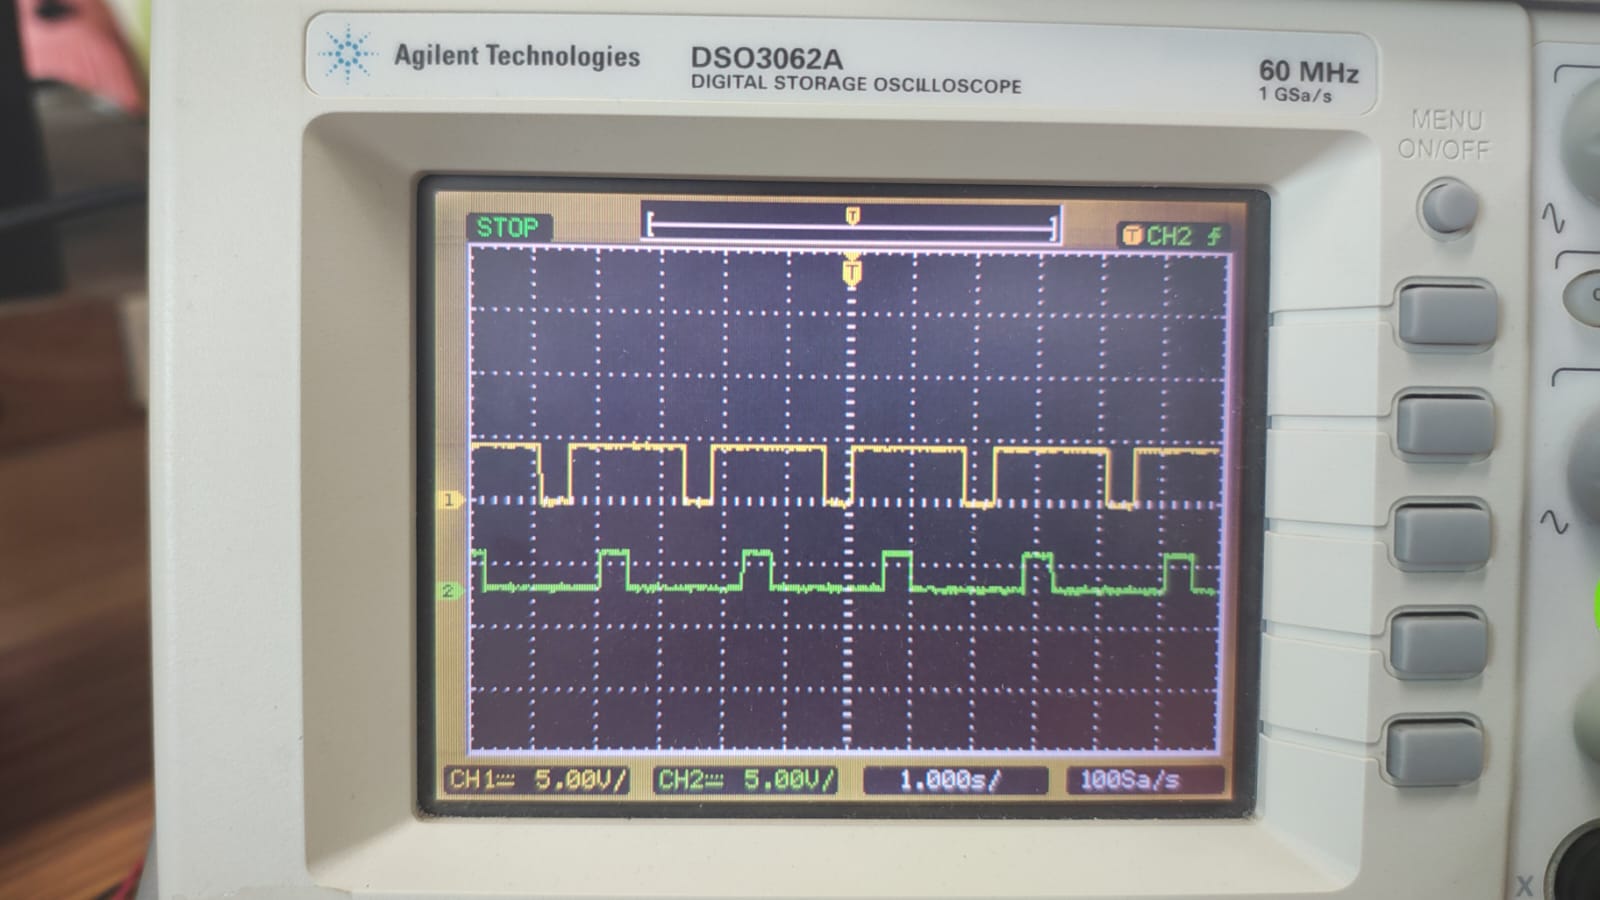 Agilent Technologies
DSO3062A
DIGITAL STORAGE OSCILLOSCOPE
60 MHz
1 GSa/s
MENU
ON/OFF
STOP
T
T CH2
T
1
2
CH1 5.00V/
CH2 5.00V/
1.000s/
100Sa/s
X